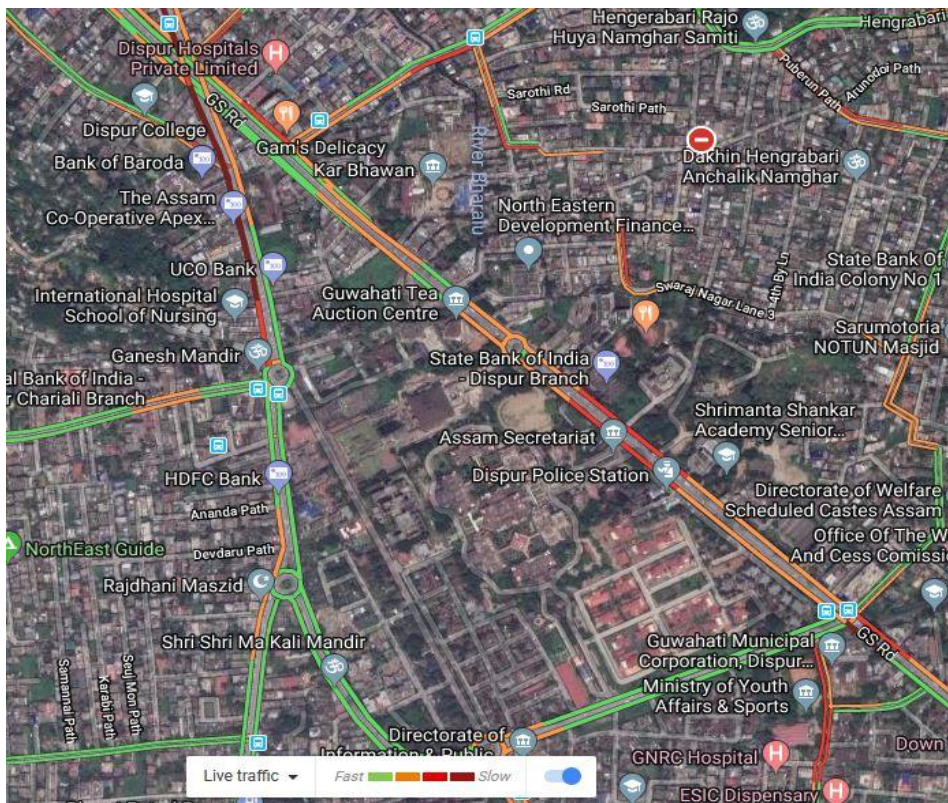 Hengerabari Rajo
Huya Namghar Samiti
Hengrabari
Dispur Hospitals
Private Limited
GS Rd
Puberun Path
Arunodoi Path
Sarothi Rd
Sarothi Path
Dispur College
Gam's Delicacy
Bank of Baroda
Kar Bhawan
River Bharalu
Dakhin Hengrabari
Anchalik Namghar
The Assam
Co-Operative Apex...
North Eastern
Development Finance...
4th By Ln
UCO Bank
State Bank Of
India Colony No 1
International Hospital
School of Nursing
Guwahati Tea
Auction Centre
Swaraj Nagar Lane 3
Sarumotoria
NOTUN Masjid
Ganesh Mandir
al Bank of India -
r Chariali Branch
State Bank of India
- Dispur Branch
Shrimanta Shankar
Academy Senior...
Assam Secretariat
HDFC Bank
Dispur Police Station
Directorate of Welfare
Scheduled Castes Assam
Ananda Path
Office Of The W
And Cess Comissi
NorthEast Guide
Devdaru Path
Rajdhani Maszid
Shri Shri Ma Kali Mandir
GS Rd
Guwahati Municipal
Corporation, Dispur...
Samannai Path
Karabi Path
Sauj Mon Path
Ministry of Youth
Affairs & Sports
Directorate of
Information & Public
Down
GNRC Hospital
ESIC Dispensary
Live traffic
Fast
Slow